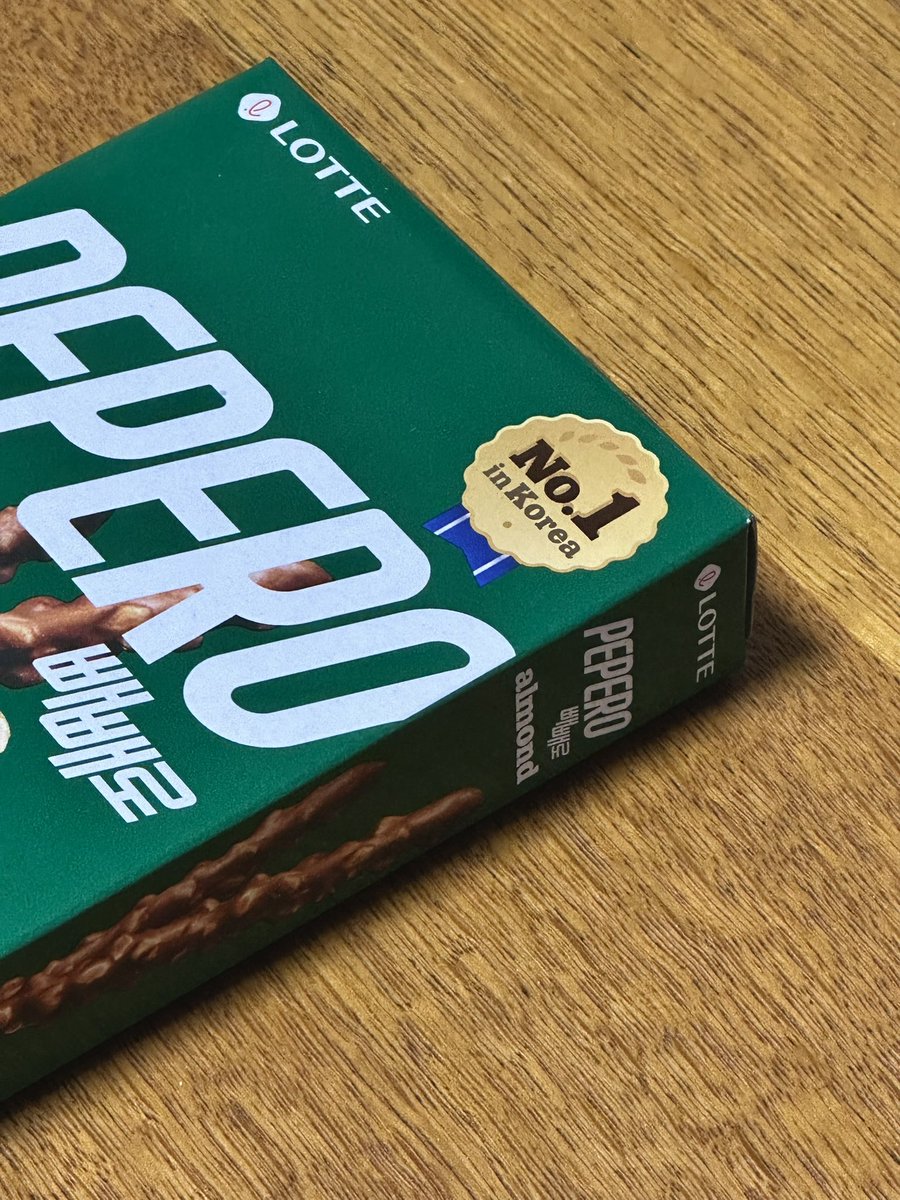 LOTTE
PEPERO
빼빼로
No.1
in Korea
LOTTE
PEPERO
빼빼로
almond